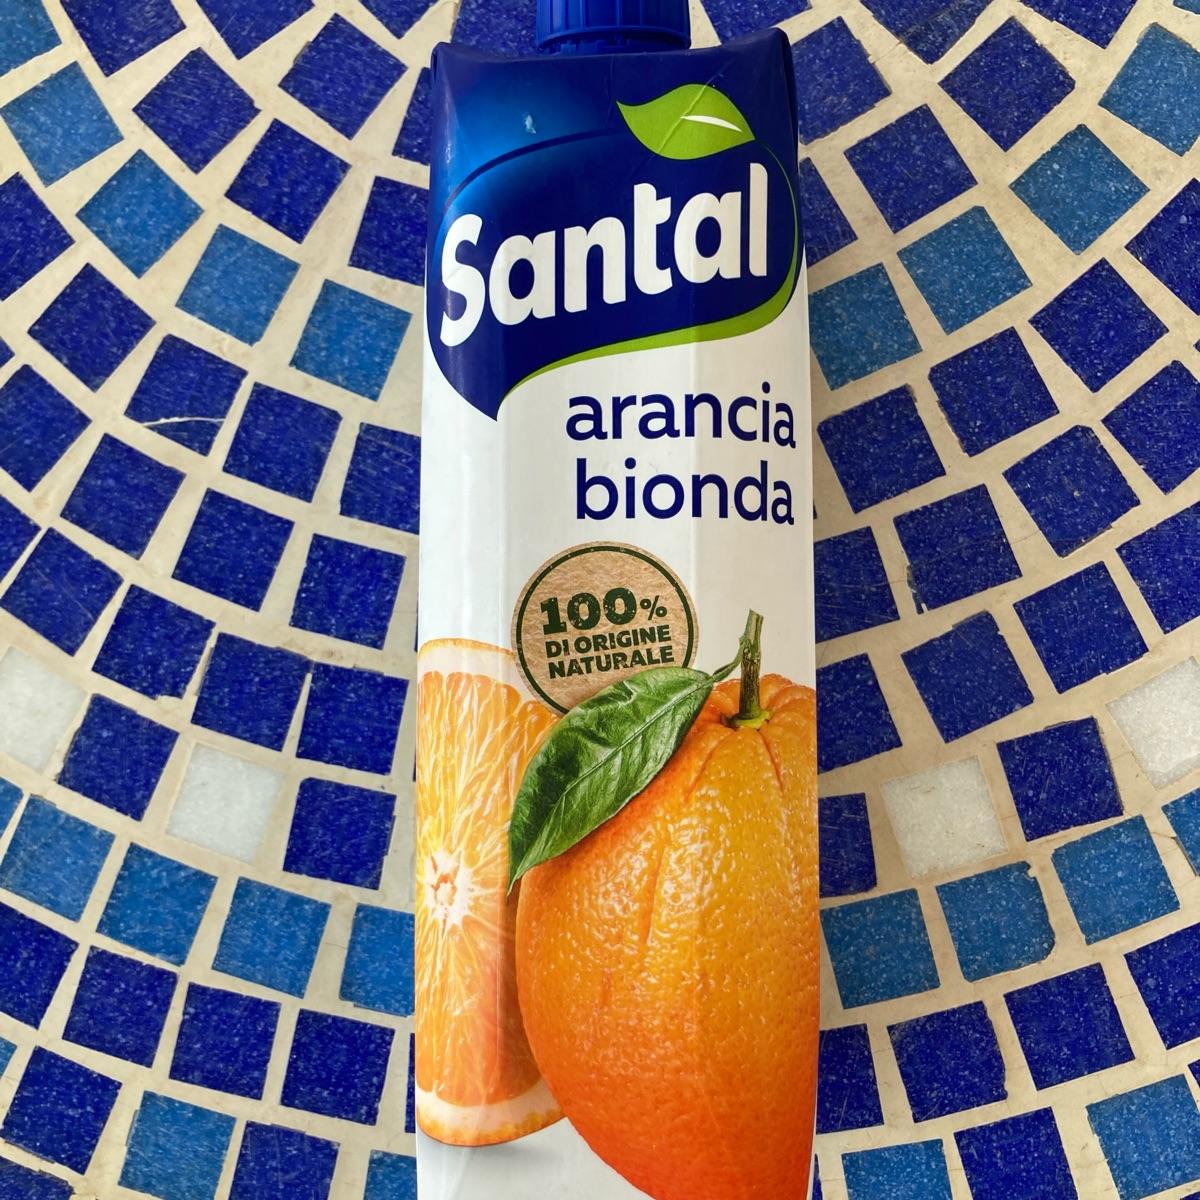 Santal
arancia
bionda
100%
DI ORIGINE
NATURALE